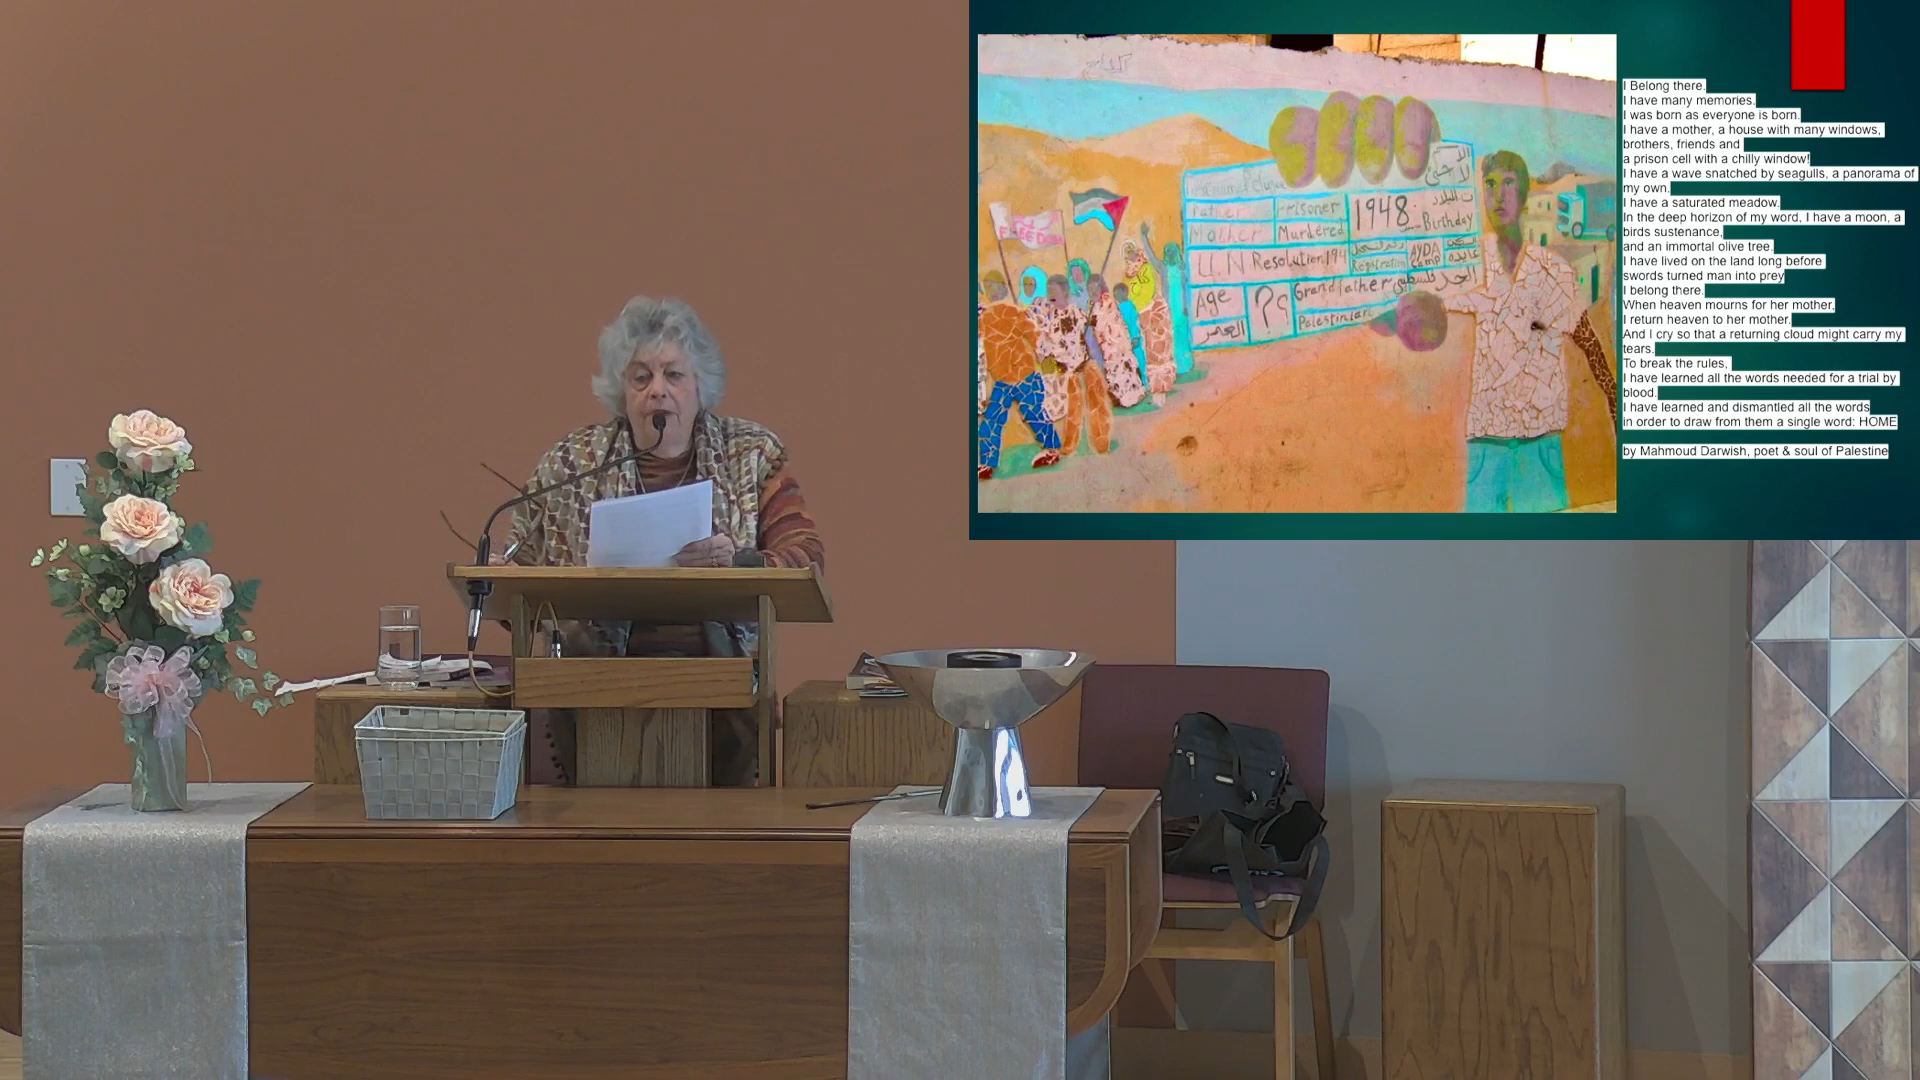 I Belong there.
I have many memories.
I was born as everyone is born.
I have a mother, a house with many windows,
brothers, friends and
a prison cell with a chilly window!
I have a wave snatched by seagulls, a panorama of
my own.
I have a saturated meadow.
In the deep horizon of my word, I have a moon, a
birds sustenance,
and an immortal olive tree.
I have lived on the land long before
swords turned man into prey
I belong there.
When heaven mourns for her mother,
I return heaven to her mother.
And I cry so that a returning cloud might carry my
tears.
To break the rules,
I have learned all the words needed for a trial by
blood.
I have learned and dismantled all the words
in order to draw from them a single word: HOME
by Mahmoud Darwish, poet & soul of Palestine
Father Prisoner 1948
Mother Murdered Birthday
U.N Resolution 194 Registration AYDA Camp
Age ?؟ Grandfather
العمر Palestinian